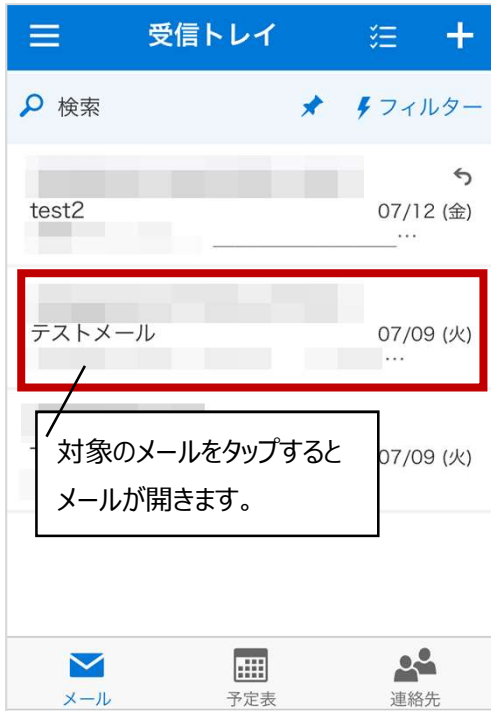 受信トレイ
検索 フィルター
test2 07/12 (金)
…
テストメール 07/09 (火)
…
対象のメールをタップすると
メールが開きます。
07/09 (火)
メール 予定表 連絡先